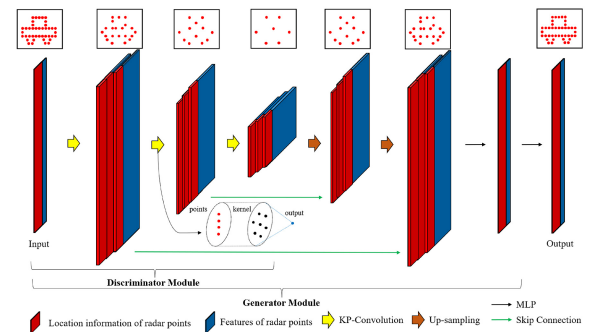 points
kernel
output
Input
Output
Discriminator Module
Generator Module
MLP
Location information of radar points
Features of radar points
KP-Convolution
Up-sampling
Skip Connection